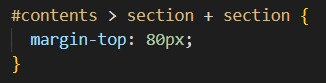 #contents > section + section {
  margin-top: 80px;
}